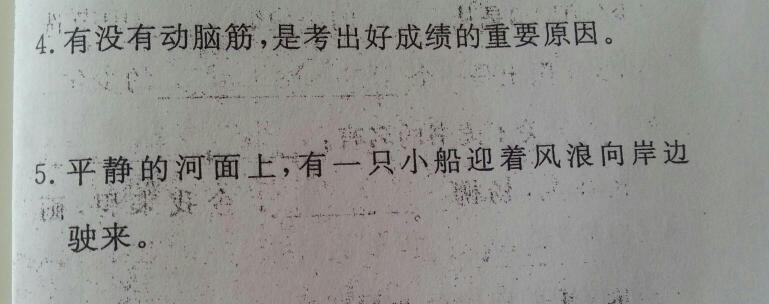 4.有没有动脑筋,是考出好成绩的重要原因。
5.平静的河面上,有一只小船迎着风浪向岸边
驶来。